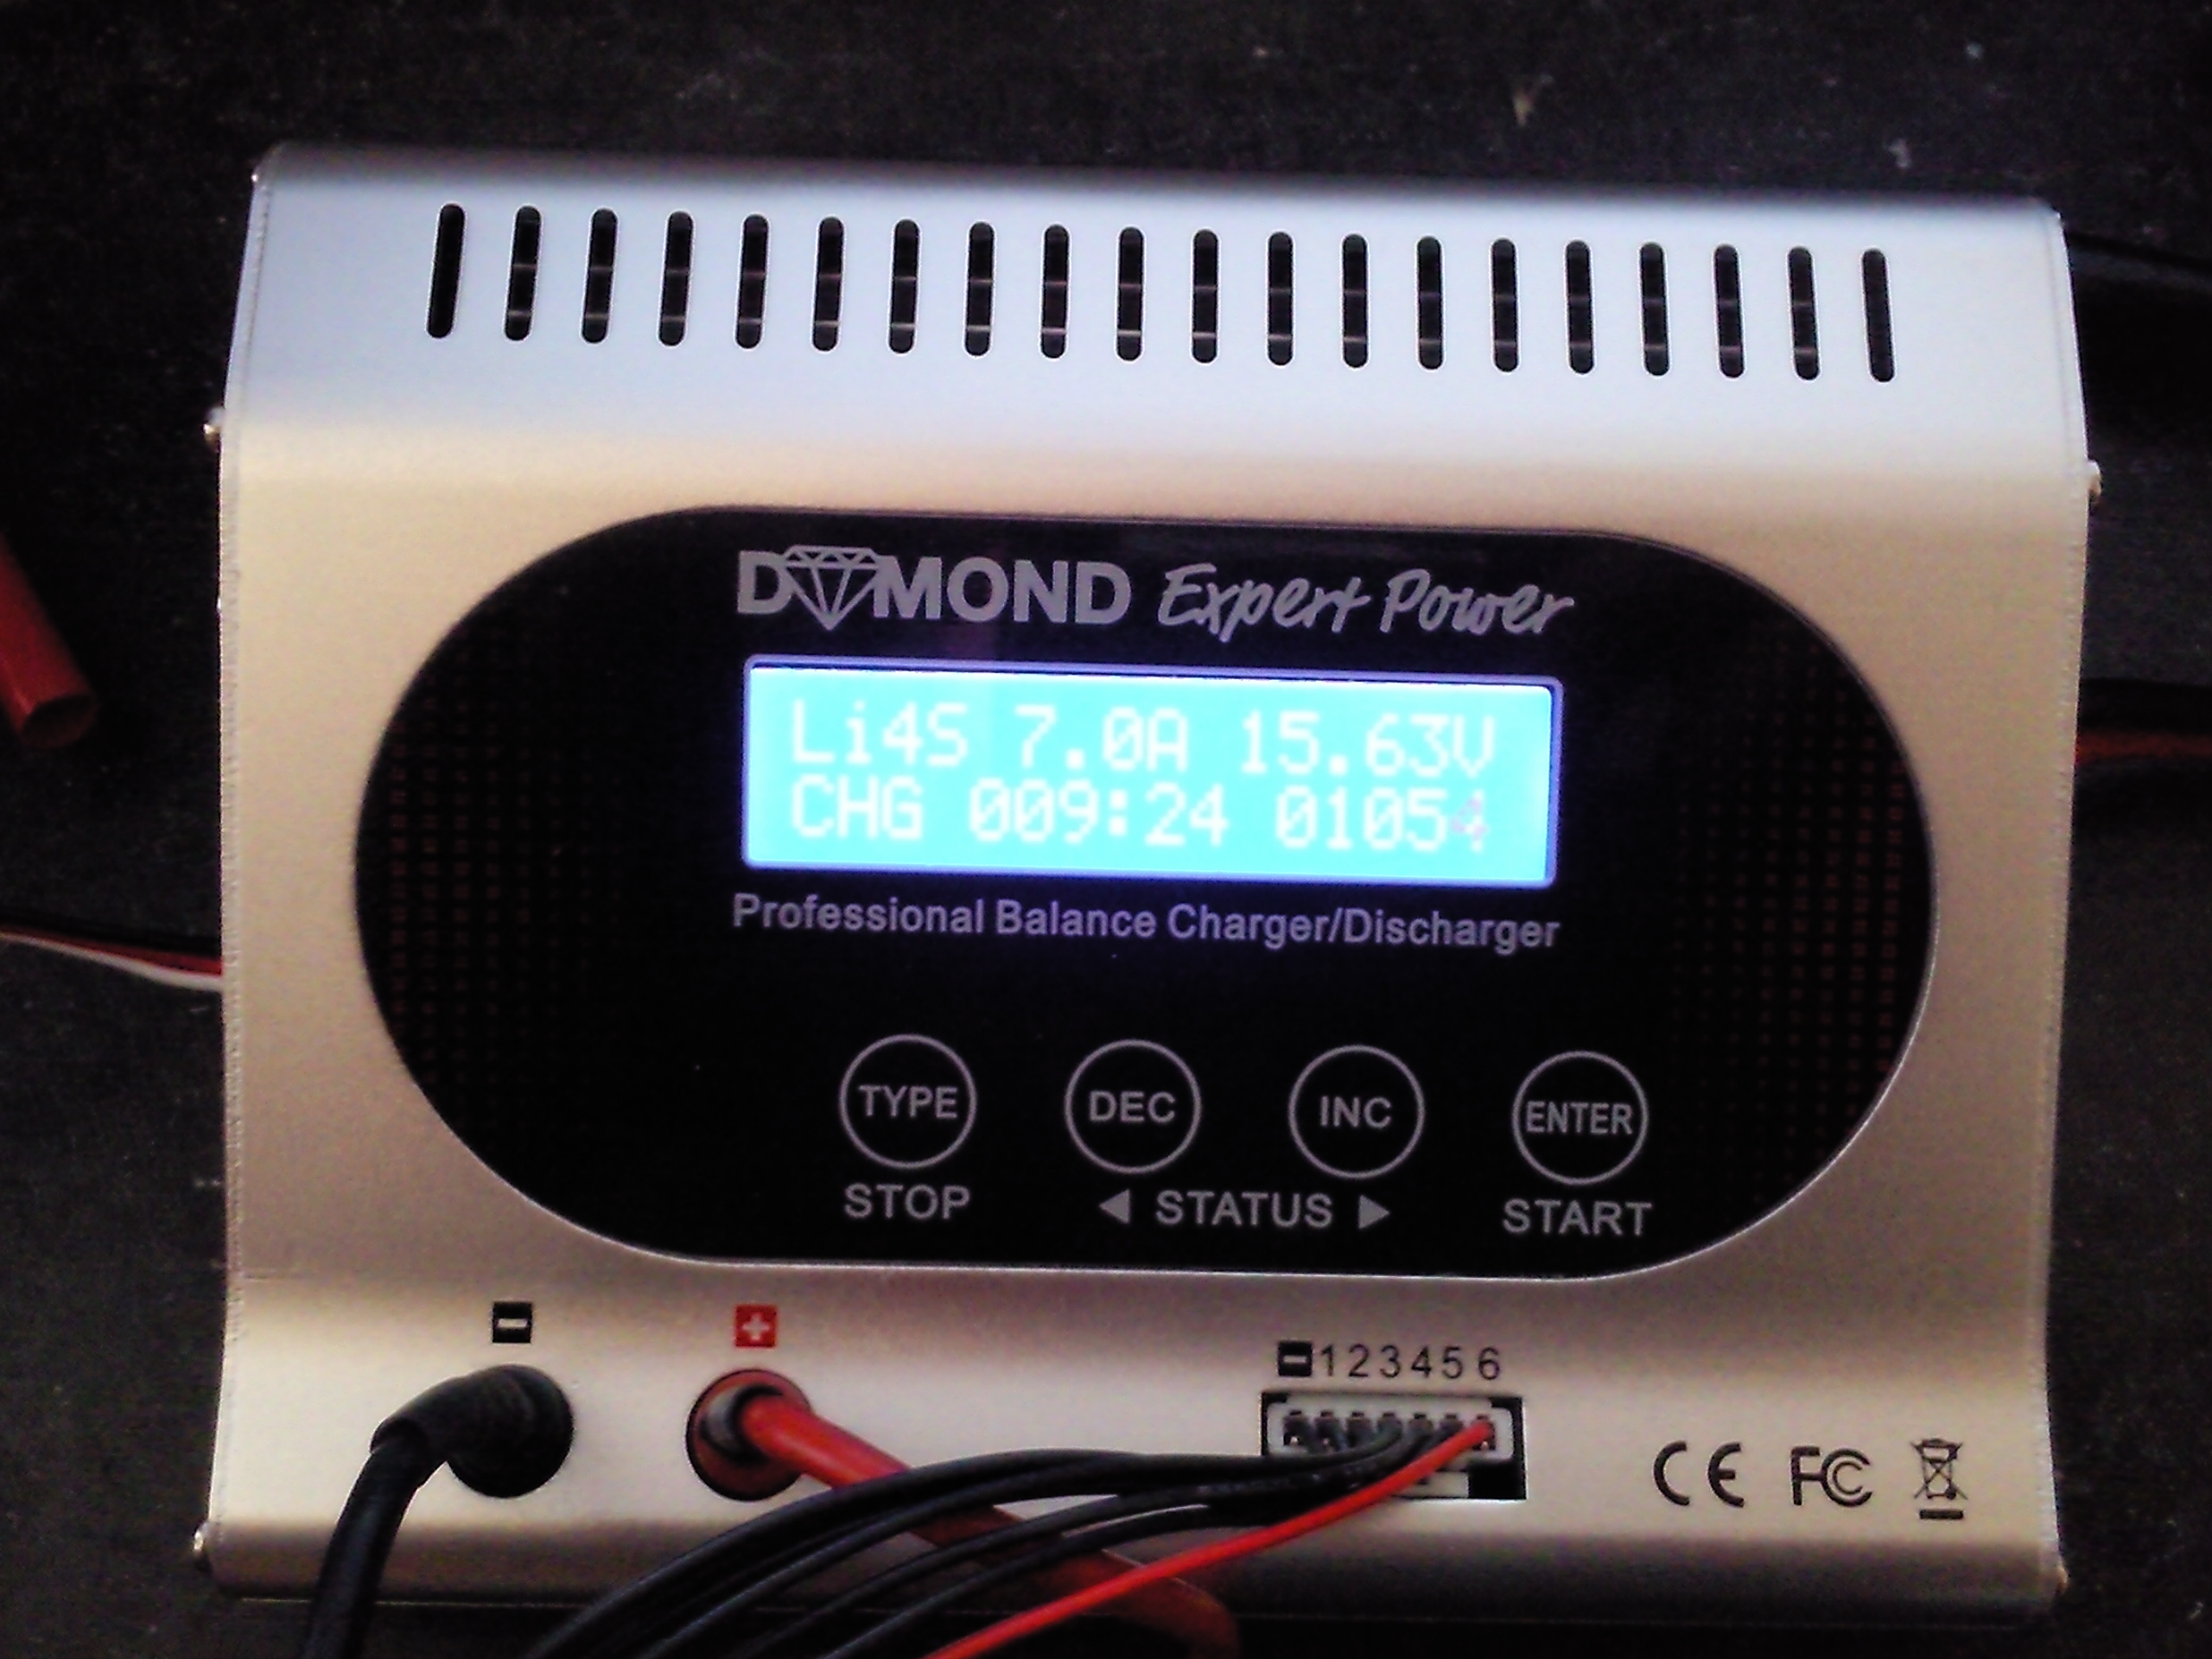 DYMOND Expert Power
Li4S 7.0A 15.63V
CHG 009:24 01054
Professional Balance Charger/Discharger
TYPE DEC INC ENTER
STOP ◀ STATUS ▶ START
- +
-123456
CE FC